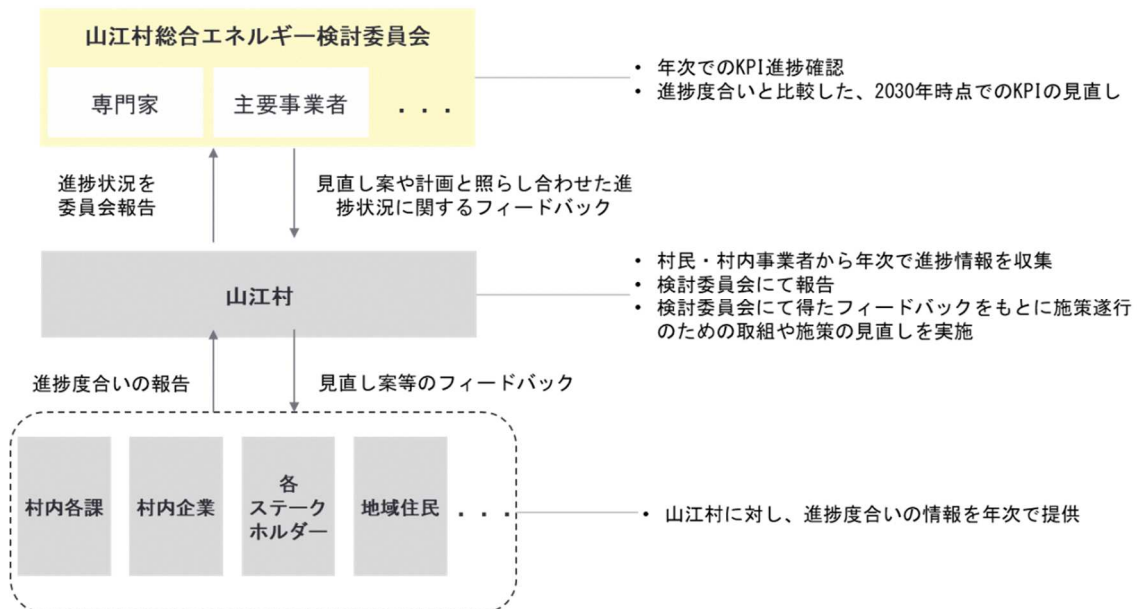 山江村総合エネルギー検討委員会
専門家
主要事業者
・・・
• 年次でのKPI進捗確認
• 進捗度合いと比較した、2030年時点でのKPIの見直し
進捗状況を
委員会報告
見直し案や計画と照らし合わせた進
捗状況に関するフィードバック
山江村
• 村民・村内事業者から年次で進捗情報を収集
• 検討委員会にて報告
• 検討委員会にて得たフィードバックをもとに施策遂行
のための取組や施策の見直しを実施
進捗度合いの報告
見直し案等のフィードバック
村内各課
村内企業
各
ステーク
ホルダー
地域住民
・・・
• 山江村に対し、進捗度合いの情報を年次で提供